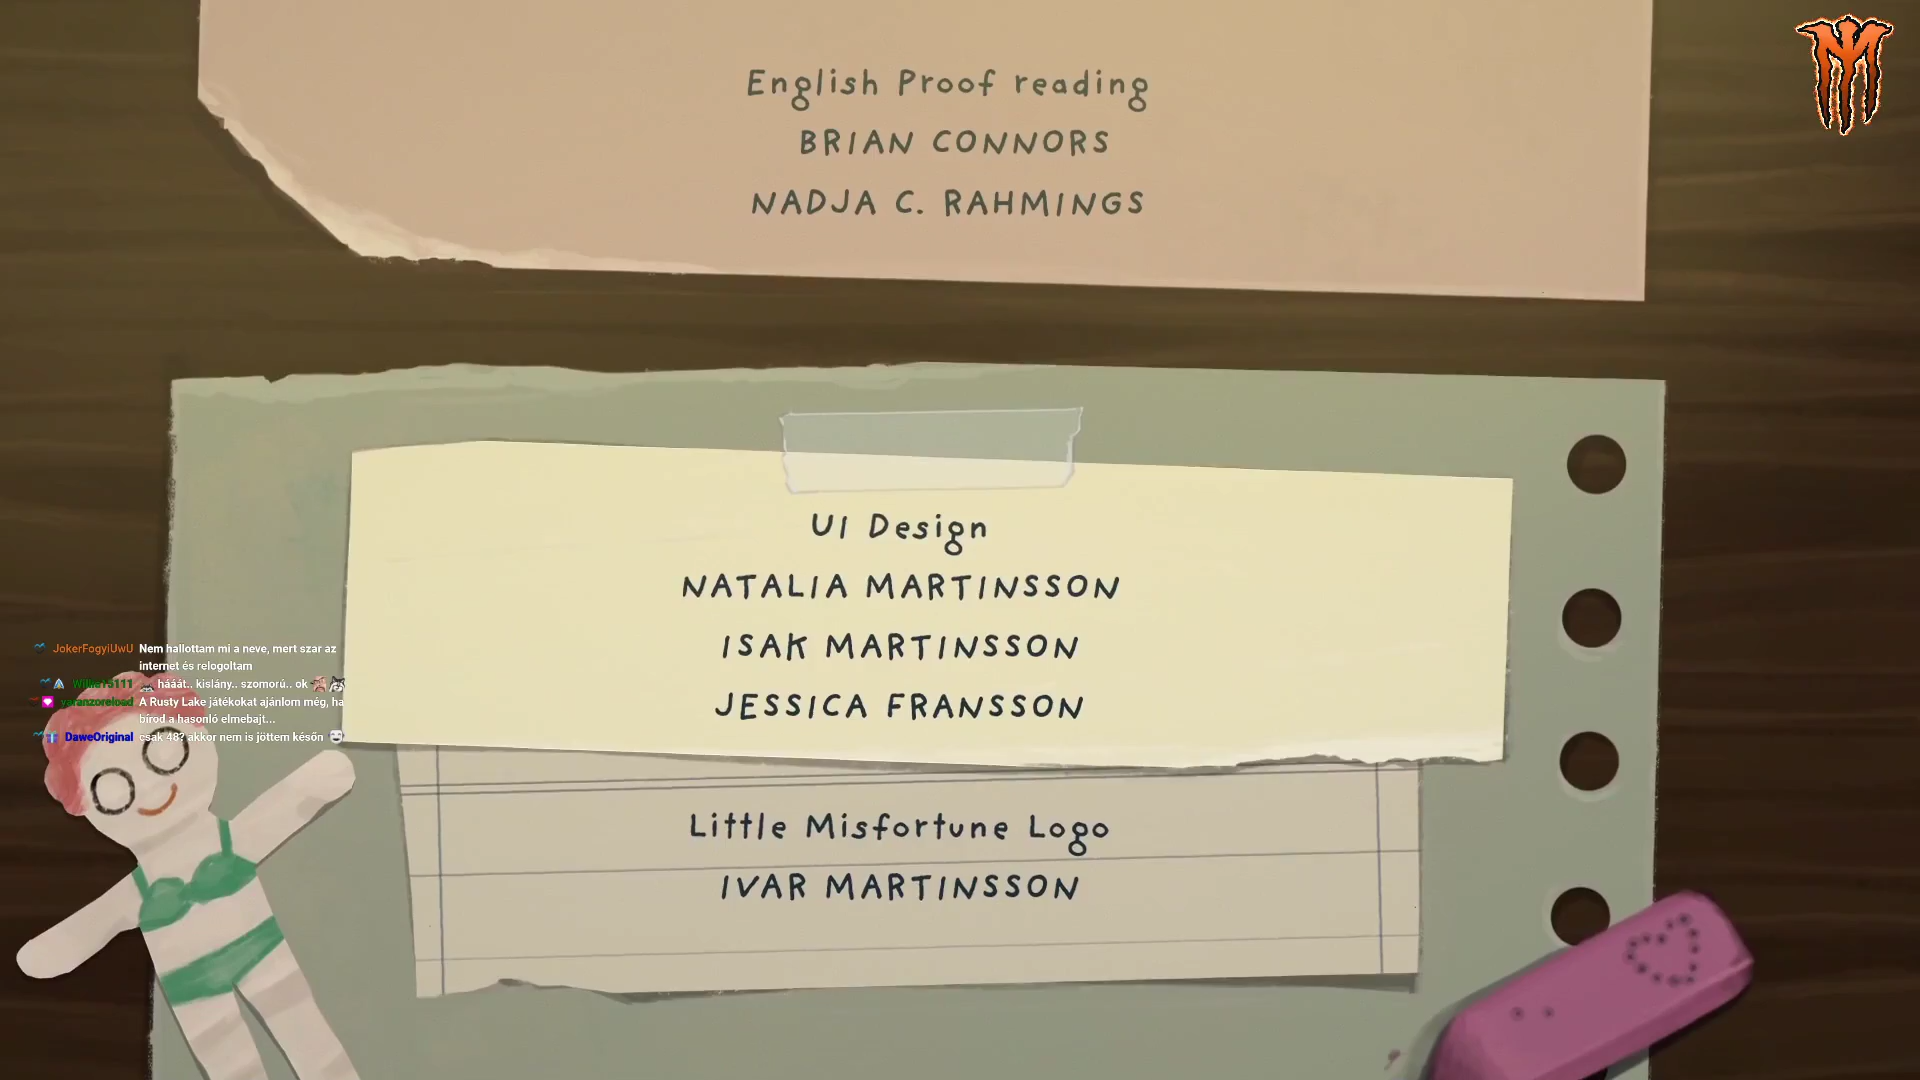 English Proof reading
BRIAN CONNORS
NADJA C. RAHMINGS
UI Design
NATALIA MARTINSSON
ISAK MARTINSSON
JESSICA FRANSSON
Little Misfortune Logo
IVAR MARTINSSON
JokerFogyiUwU Nem hallottam mi a neve, mert szar az
internet és relogoltam
hááát.. kislány.. szomorú.. ok
A Rusty Lake játékokat ajánlom még, ha
bírod a hasonló elmebajt...
DaweOriginal csak 48? akkor nem is jöttem későn